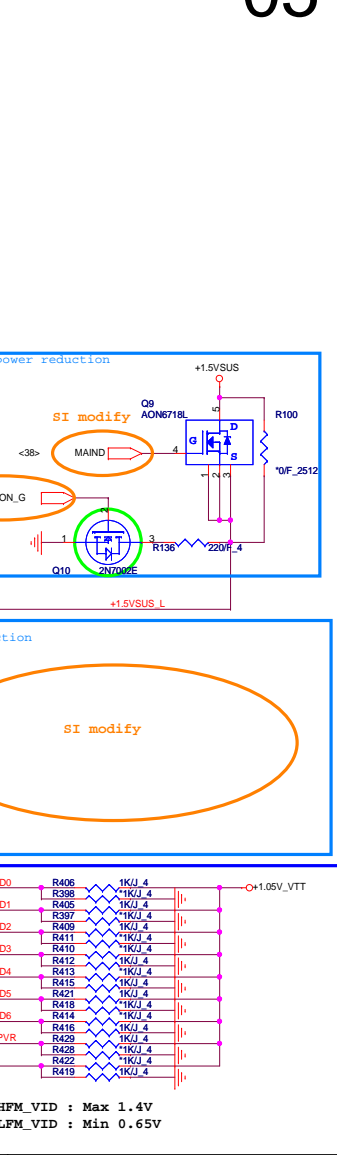 05
power reduction
+1.5VSUS
Q9
AON6718L
SI modify
R100
5
D
G
S
<38>
MAIND
4
*0/F_2512
1
2
3
ON_G
2
1
3
R136
220/F_4
Q10
2N7002E
+1.5VSUS_L
ction
SI modify
D0
R406
1K/J_4
+1.05V_VTT
R398
*1K/J_4
D1
R405
1K/J_4
R397
*1K/J_4
D2
R409
1K/J_4
R411
*1K/J_4
D3
R410
1K/J_4
R412
*1K/J_4
D4
R413
*1K/J_4
R415
1K/J_4
D5
R421
*1K/J_4
R418
1K/J_4
D6
R414
*1K/J_4
R416
1K/J_4
PVR
R429
*1K/J_4
R428
*1K/J_4
R422
*1K/J_4
R419
1K/J_4
HFM_VID : Max 1.4V
LFM_VID : Min 0.65V